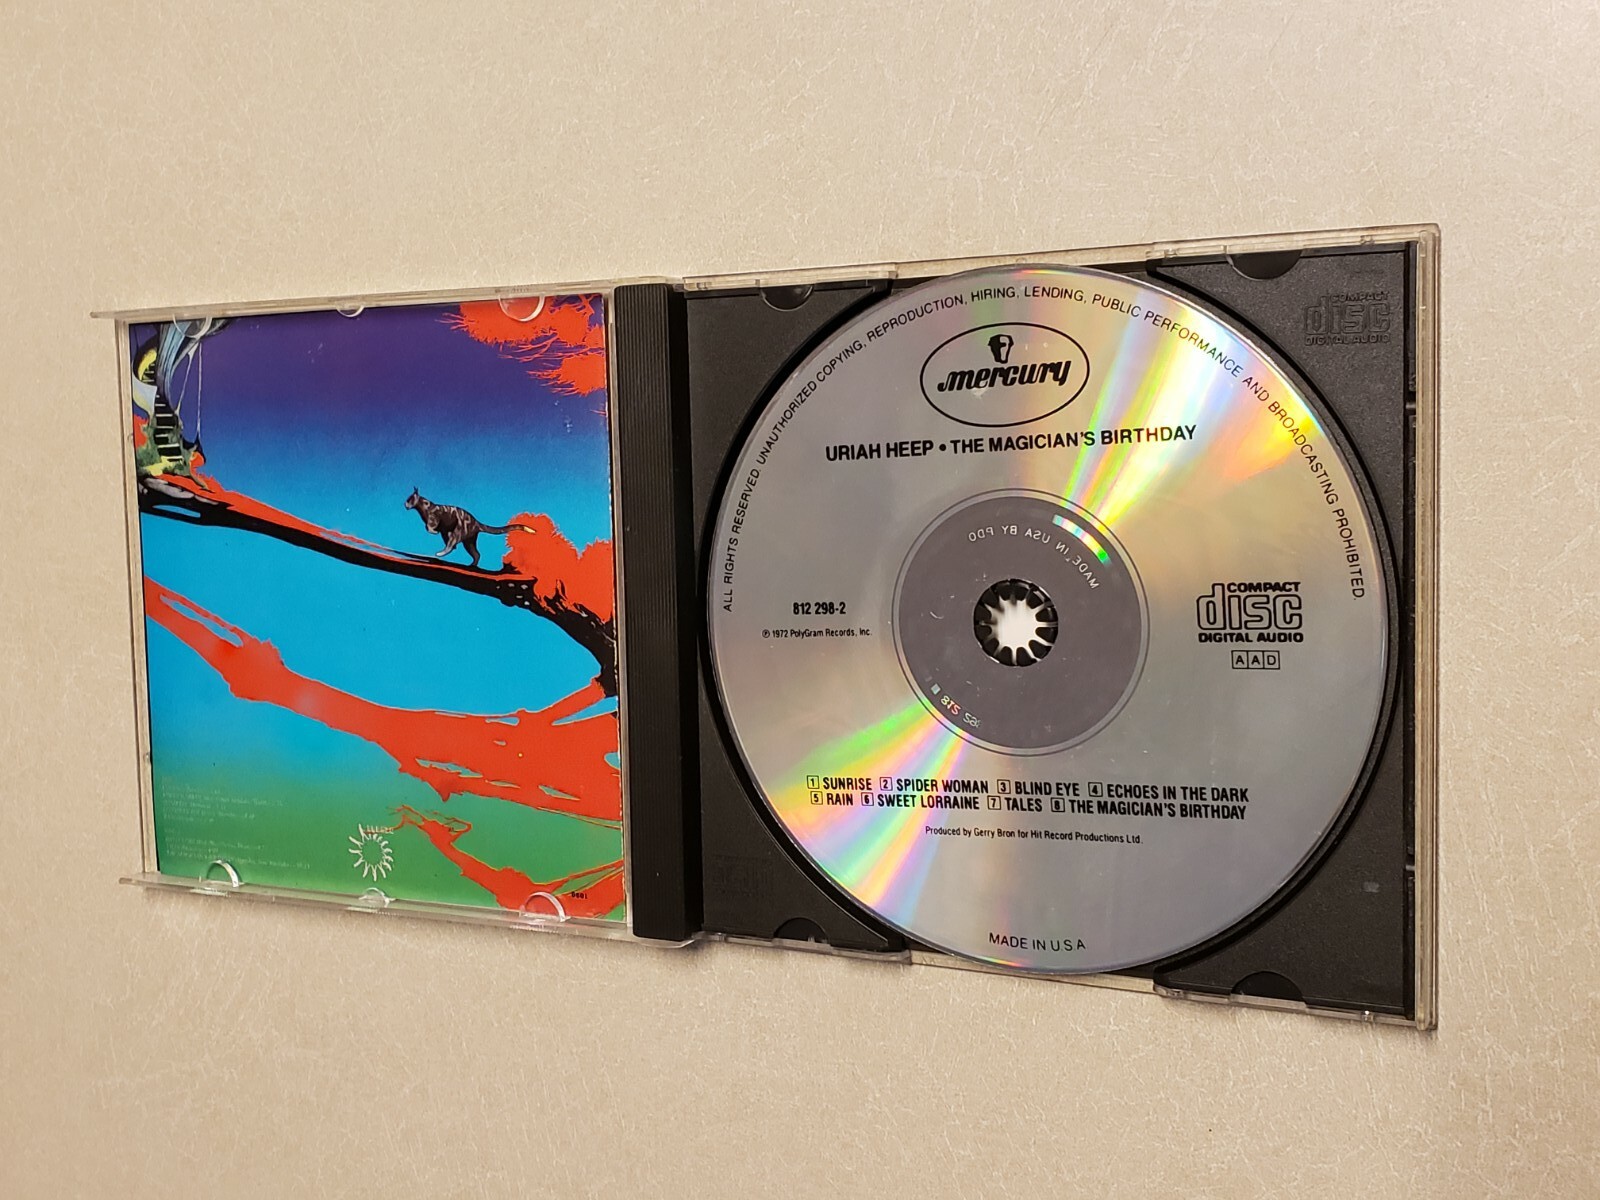 ALL RIGHTS RESERVED. UNAUTHORIZED COPYING, REPRODUCTION, HIRING, LENDING, PUBLIC PERFORMANCE AND BROADCASTING PROHIBITED.
mercury
URIAH HEEP • THE MAGICIAN'S BIRTHDAY
MADE IN USA BY PDO
812 298-2
℗ 1972 PolyGram Records, Inc.
COMPACT
disc
DIGITAL AUDIO
AAD
1 SUNRISE 2 SPIDER WOMAN 3 BLIND EYE 4 ECHOES IN THE DARK
5 RAIN 6 SWEET LORRAINE 7 TALES 8 THE MAGICIAN'S BIRTHDAY
Produced by Gerry Bron for Hit Record Productions Ltd.
MADE IN U.S.A
COMPACT
disc
DIGITAL AUDIO